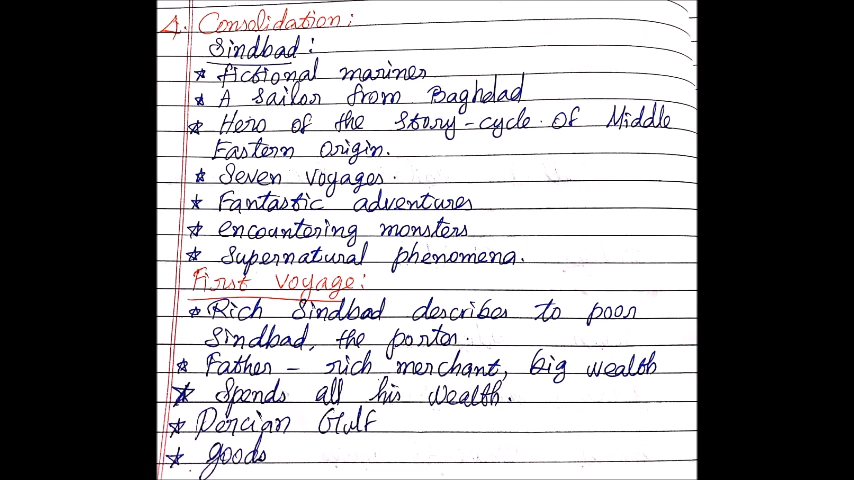 4. Consolidation:
Sindbad:
* fictional mariner
* A sailor from Baghdad
* Hero of the story-cycle of Middle
Eastern origin.
* Seven voyages.
* Fantastic adventures
* encountering monsters
* Supernatural phenomena.
First voyage:
* Rich Sindbad describes to poor
Sindbad, the porter.
* Father - rich merchant, big wealth
* Spends all his wealth.
* Percian Gulf
* goods